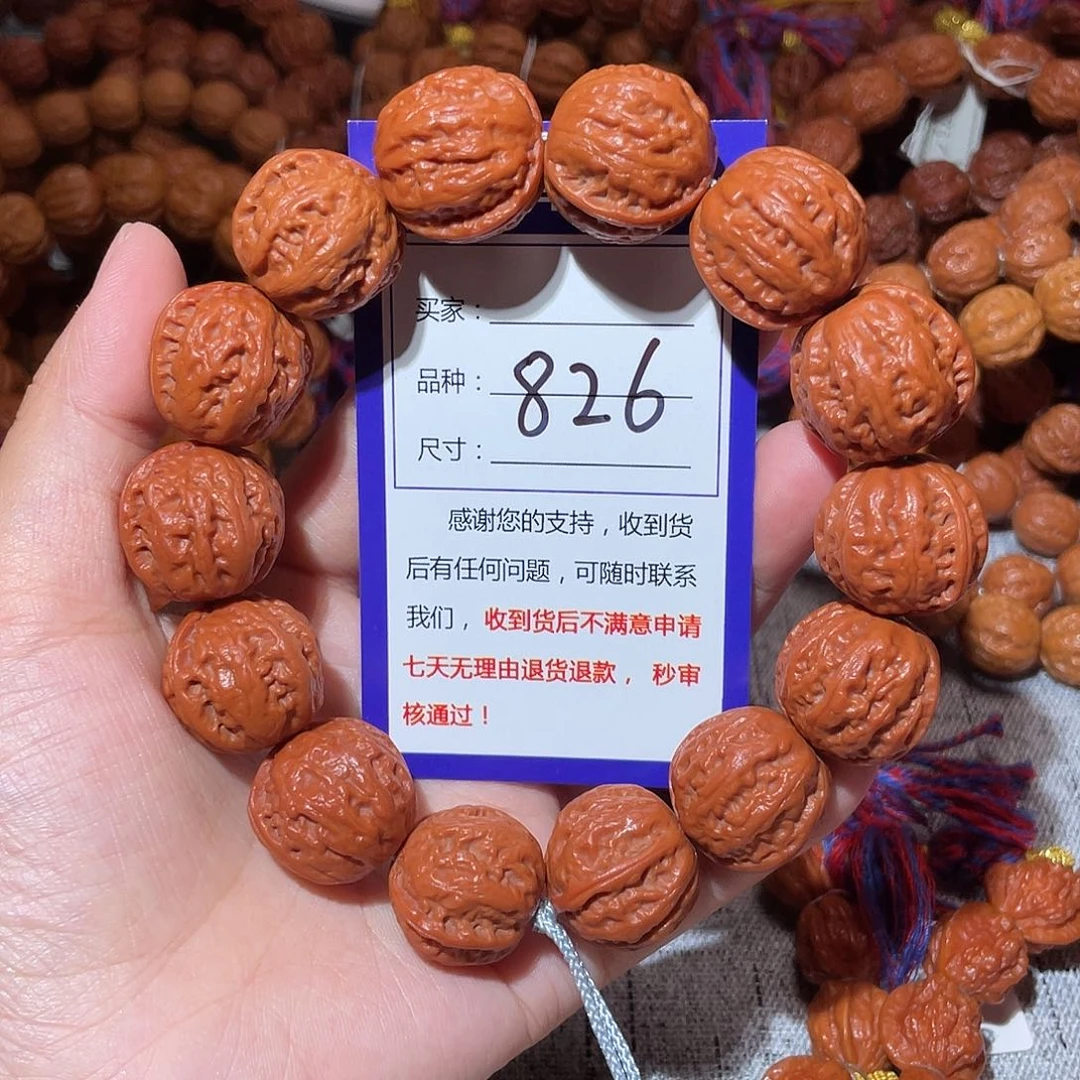 买家：
品种：826
尺寸：
感谢您的支持，收到货
后有任何问题，可随时联系
我们，收到货后不满意申请
七天无理由退货退款，秒审
核通过！